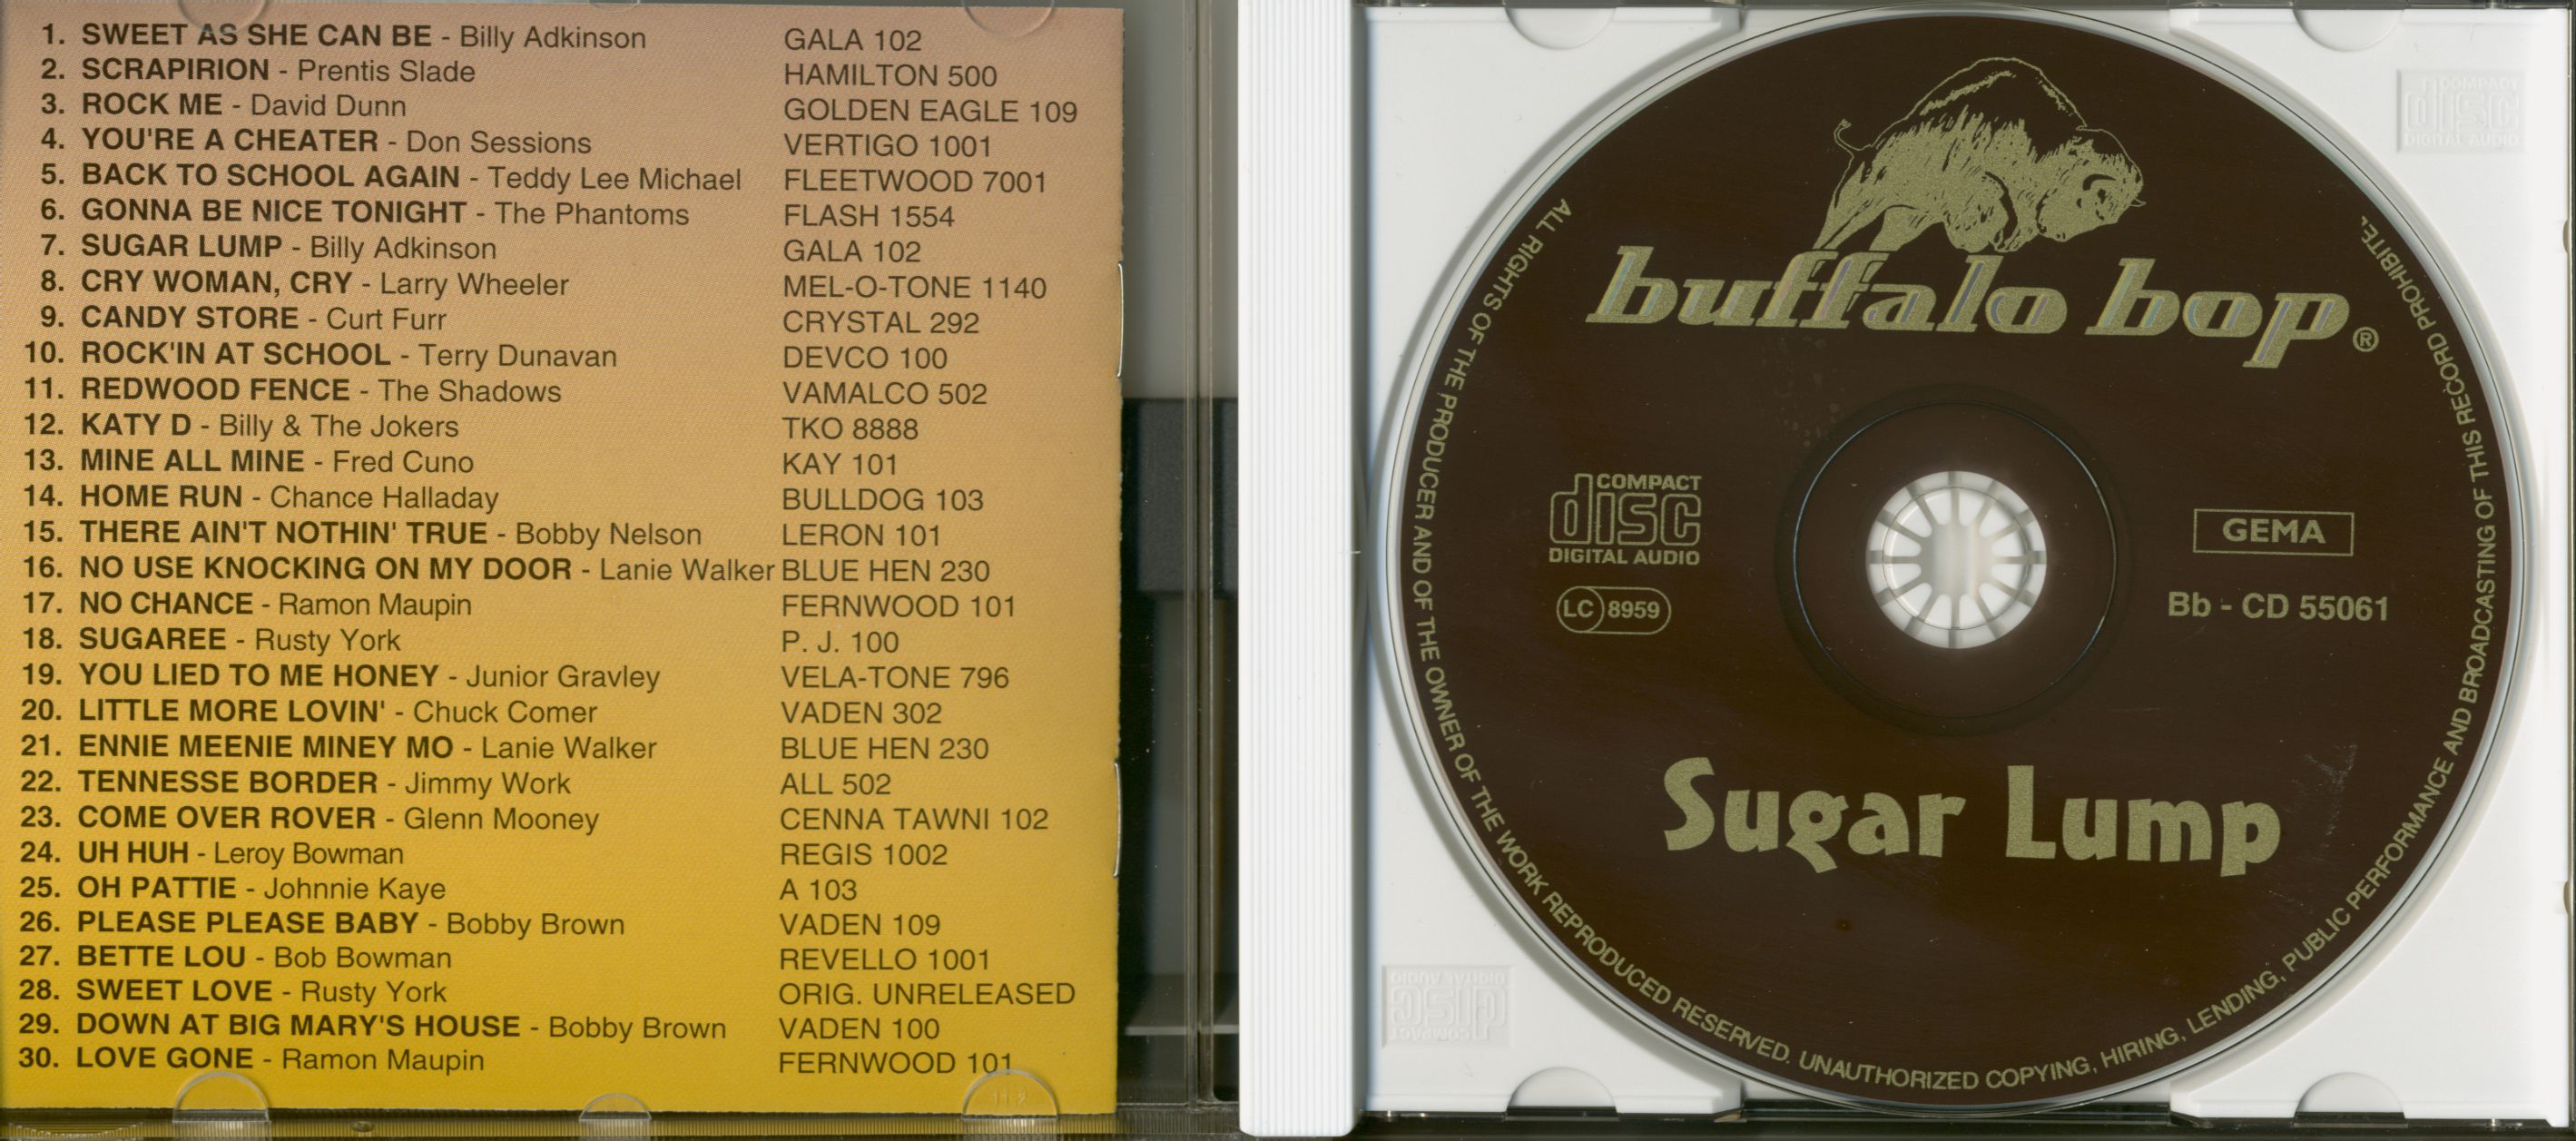 1. SWEET AS SHE CAN BE - Billy Adkinson GALA 102
2. SCRAPIRION - Prentis Slade HAMILTON 500
3. ROCK ME - David Dunn GOLDEN EAGLE 109
4. YOU'RE A CHEATER - Don Sessions VERTIGO 1001
5. BACK TO SCHOOL AGAIN - Teddy Lee Michael FLEETWOOD 7001
6. GONNA BE NICE TONIGHT - The Phantoms FLASH 1554
7. SUGAR LUMP - Billy Adkinson GALA 102
8. CRY WOMAN, CRY - Larry Wheeler MEL-O-TONE 1140
9. CANDY STORE - Curt Furr CRYSTAL 292
10. ROCK'IN AT SCHOOL - Terry Dunavan DEVCO 100
11. REDWOOD FENCE - The Shadows VAMALCO 502
12. KATY D - Billy & The Jokers TKO 8888
13. MINE ALL MINE - Fred Cuno KAY 101
14. HOME RUN - Chance Halladay BULLDOG 103
15. THERE AIN'T NOTHIN' TRUE - Bobby Nelson LERON 101
16. NO USE KNOCKING ON MY DOOR - Lanie Walker BLUE HEN 230
17. NO CHANCE - Ramon Maupin FERNWOOD 101
18. SUGAREE - Rusty York P. J. 100
19. YOU LIED TO ME HONEY - Junior Gravley VELA-TONE 796
20. LITTLE MORE LOVIN' - Chuck Comer VADEN 302
21. ENNIE MEENIE MINEY MO - Lanie Walker BLUE HEN 230
22. TENNESSE BORDER - Jimmy Work ALL 502
23. COME OVER ROVER - Glenn Mooney CENNA TAWNI 102
24. UH HUH - Leroy Bowman REGIS 1002
25. OH PATTIE - Johnnie Kaye A 103
26. PLEASE PLEASE BABY - Bobby Brown VADEN 109
27. BETTE LOU - Bob Bowman REVELLO 1001
28. SWEET LOVE - Rusty York ORIG. UNRELEASED
29. DOWN AT BIG MARY'S HOUSE - Bobby Brown VADEN 100
30. LOVE GONE - Ramon Maupin FERNWOOD 101
buffalo bop ®
COMPACT
disc
DIGITAL AUDIO
LC 8959
GEMA
Bb - CD 55061
Sugar Lump
ALL RIGHTS OF THE PRODUCER AND OF THE OWNER OF THE WORK REPRODUCED RESERVED. UNAUTHORIZED COPYING, HIRING, LENDING, PUBLIC PERFORMANCE AND BROADCASTING OF THIS RECORD PROHIBITE.
COMPACT
disc
DIGITAL AUDIO
COMPACT
disc
DIGITAL AUDIO